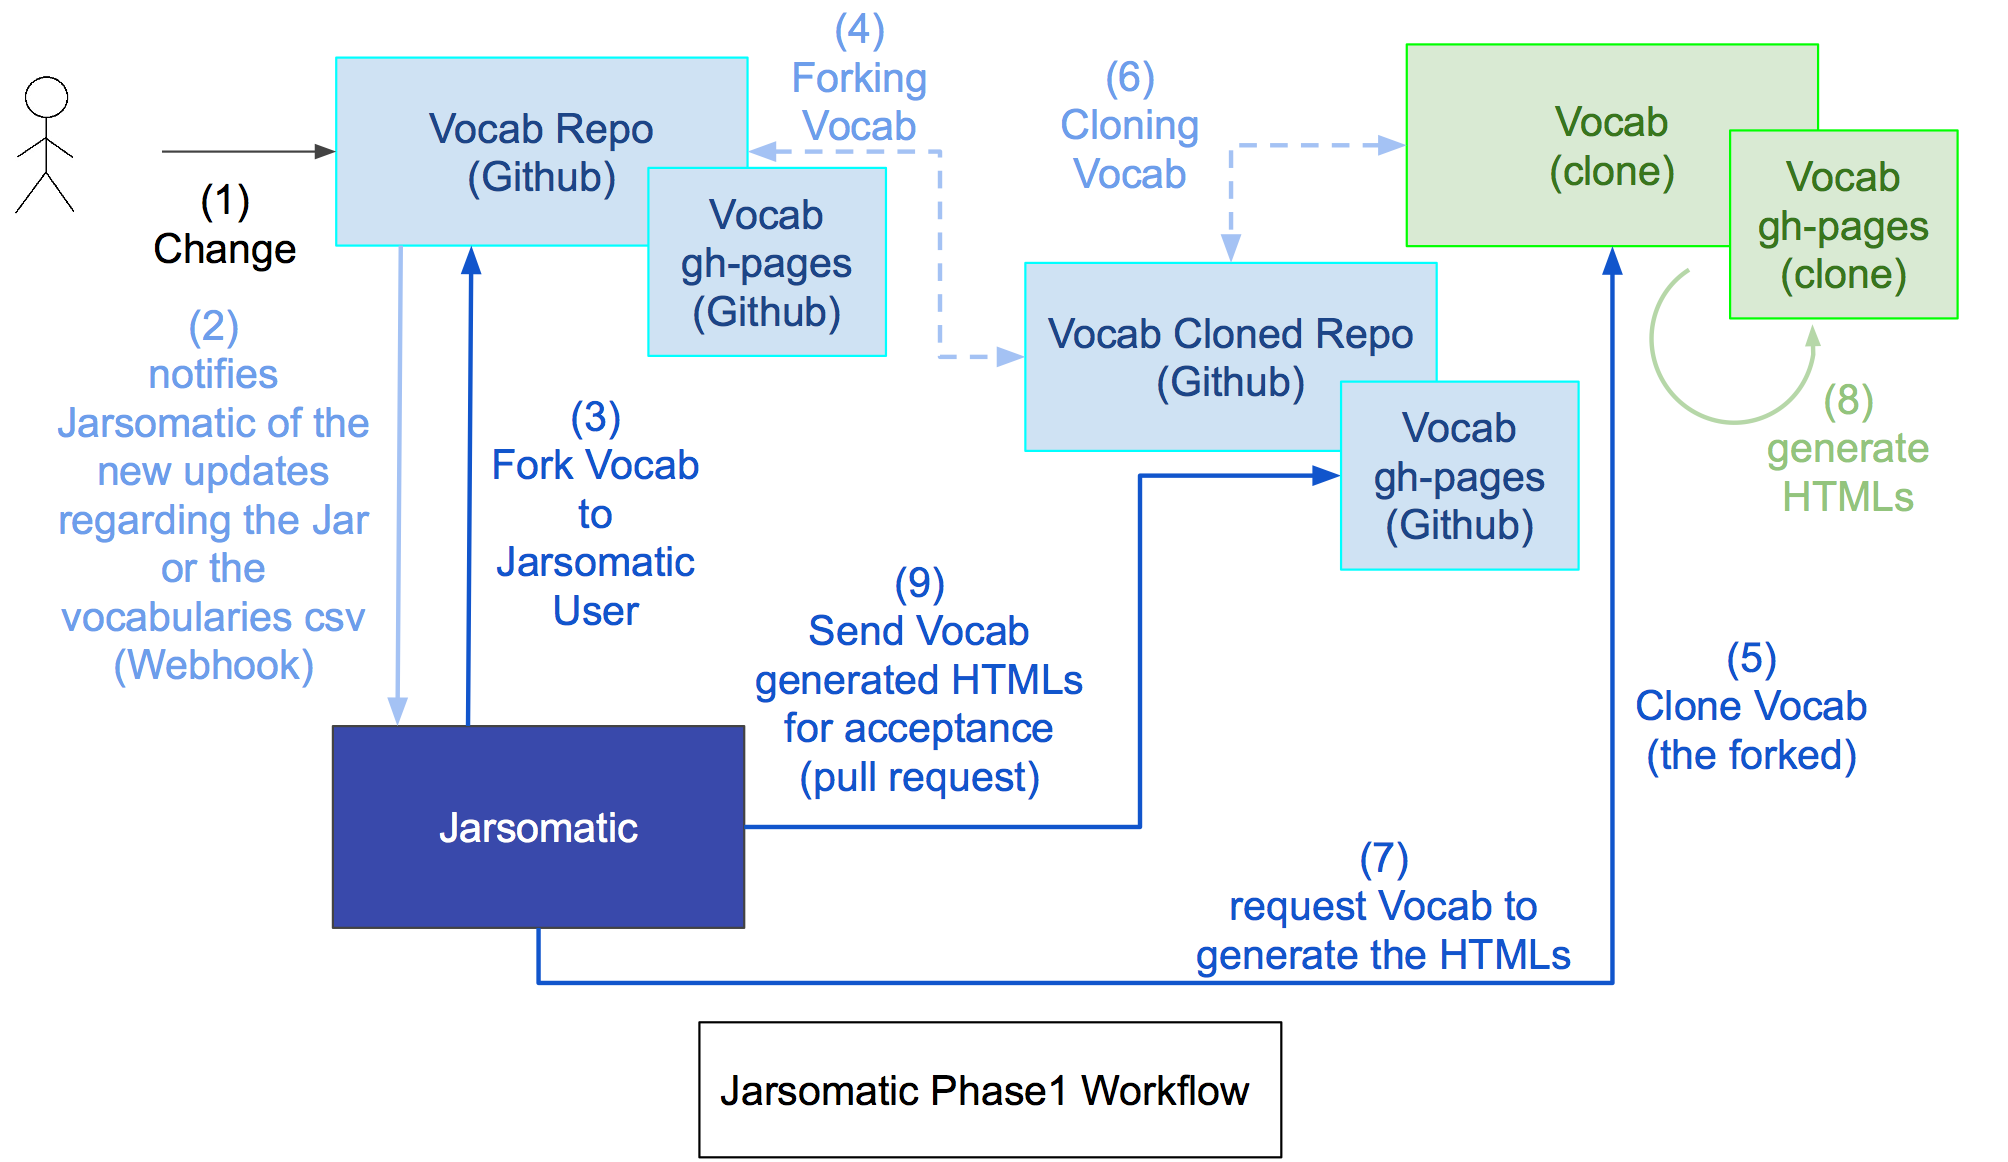 (1)
Change
Vocab Repo
(Github)
Vocab
gh-pages
(Github)
(2)
notifies
Jarsomatic of the
new updates
regarding the Jar
or the
vocabularies csv
(Webhook)
(3)
Fork Vocab
to
Jarsomatic
User
(4)
Forking
Vocab
Vocab Cloned Repo
(Github)
Vocab
gh-pages
(Github)
(5)
Clone Vocab
(the forked)
(6)
Cloning
Vocab
Vocab
(clone)
Vocab
gh-pages
(clone)
(7)
request Vocab to
generate the HTMLs
(8)
generate
HTMLs
(9)
Send Vocab
generated HTMLs
for acceptance
(pull request)
Jarsomatic
Jarsomatic Phase1 Workflow